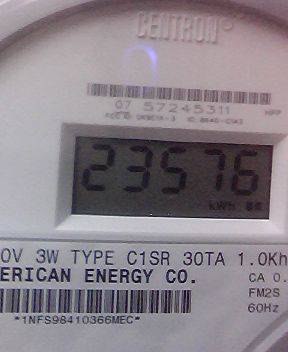 CENTRON®
07 57245311
23576
kWh
0V 3W TYPE C1SR 30TA 1.0Kh
ERICAN ENERGY CO.
CA 0.
FM2S
60Hz
*1NFS98410366MEC*